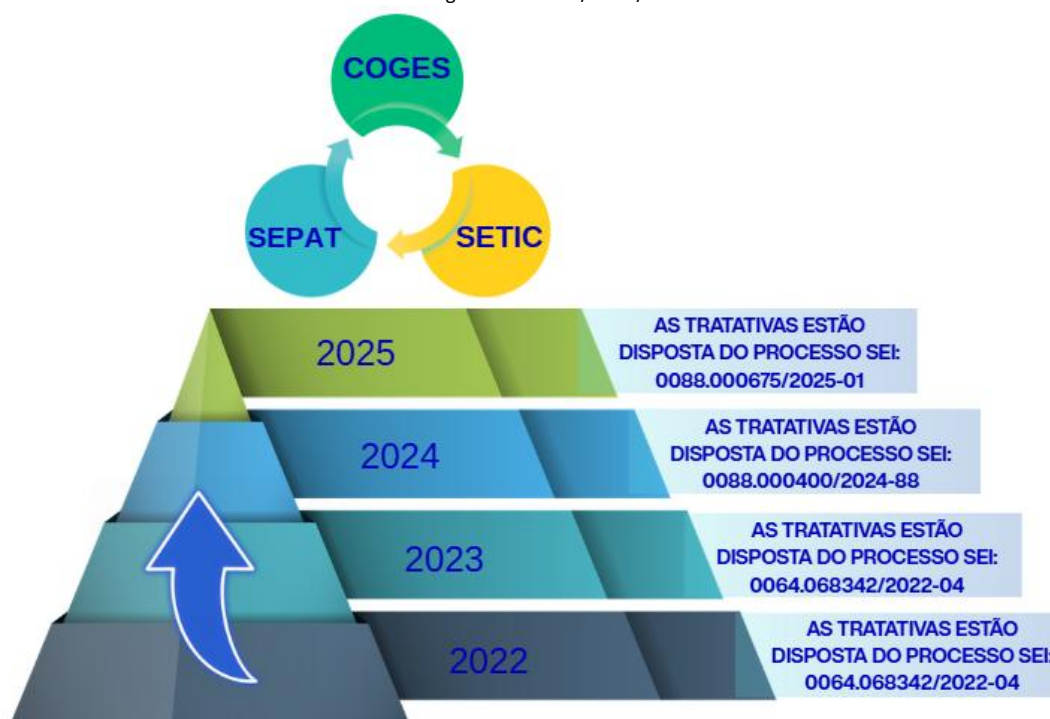 COGES
SEPAT
SETIC
2025
AS TRATATIVAS ESTÃO
DISPOSTA DO PROCESSO SEI:
0088.000675/2025-01
2024
AS TRATATIVAS ESTÃO
DISPOSTA DO PROCESSO SEI:
0088.000400/2024-88
2023
AS TRATATIVAS ESTÃO
DISPOSTA DO PROCESSO SEI:
0064.068342/2022-04
2022
AS TRATATIVAS ESTÃO
DISPOSTA DO PROCESSO SEI:
0064.068342/2022-04